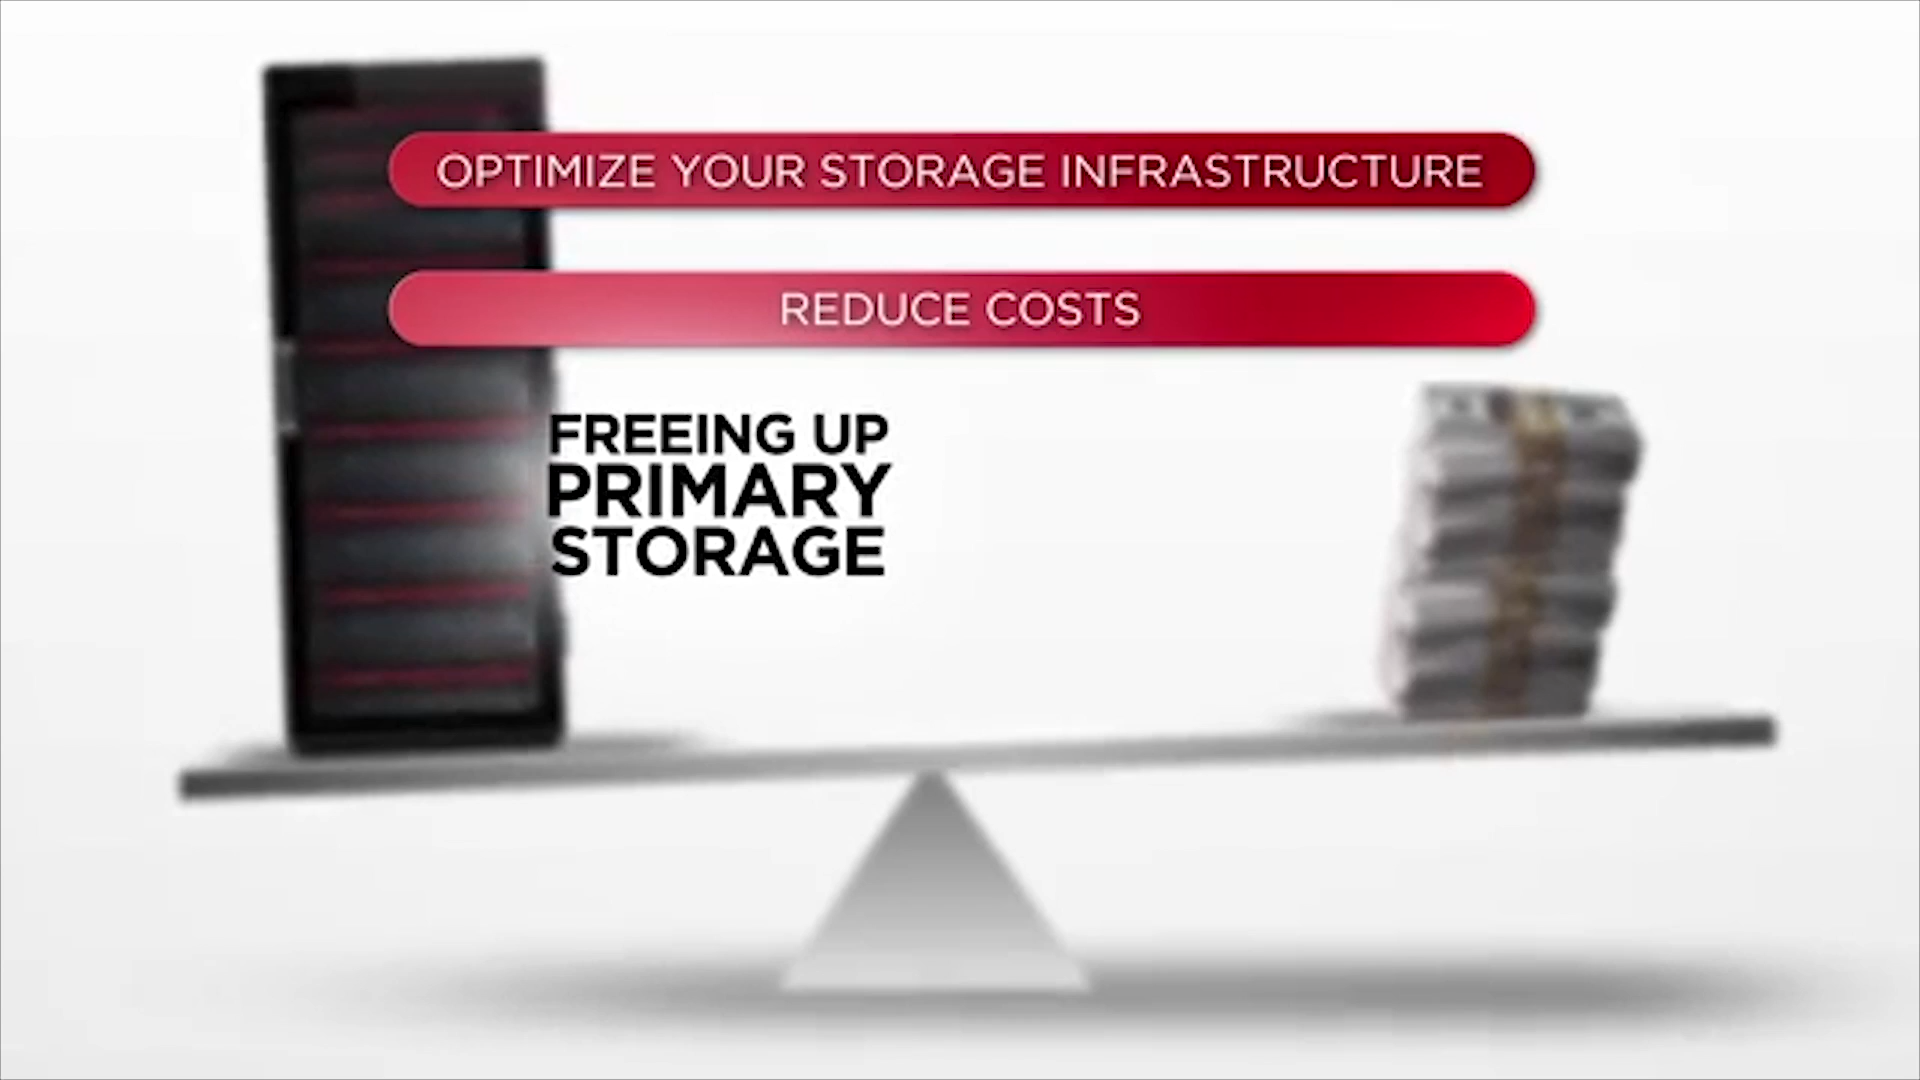 OPTIMIZE YOUR STORAGE INFRASTRUCTURE
REDUCE COSTS
FREEING UP
PRIMARY
STORAGE